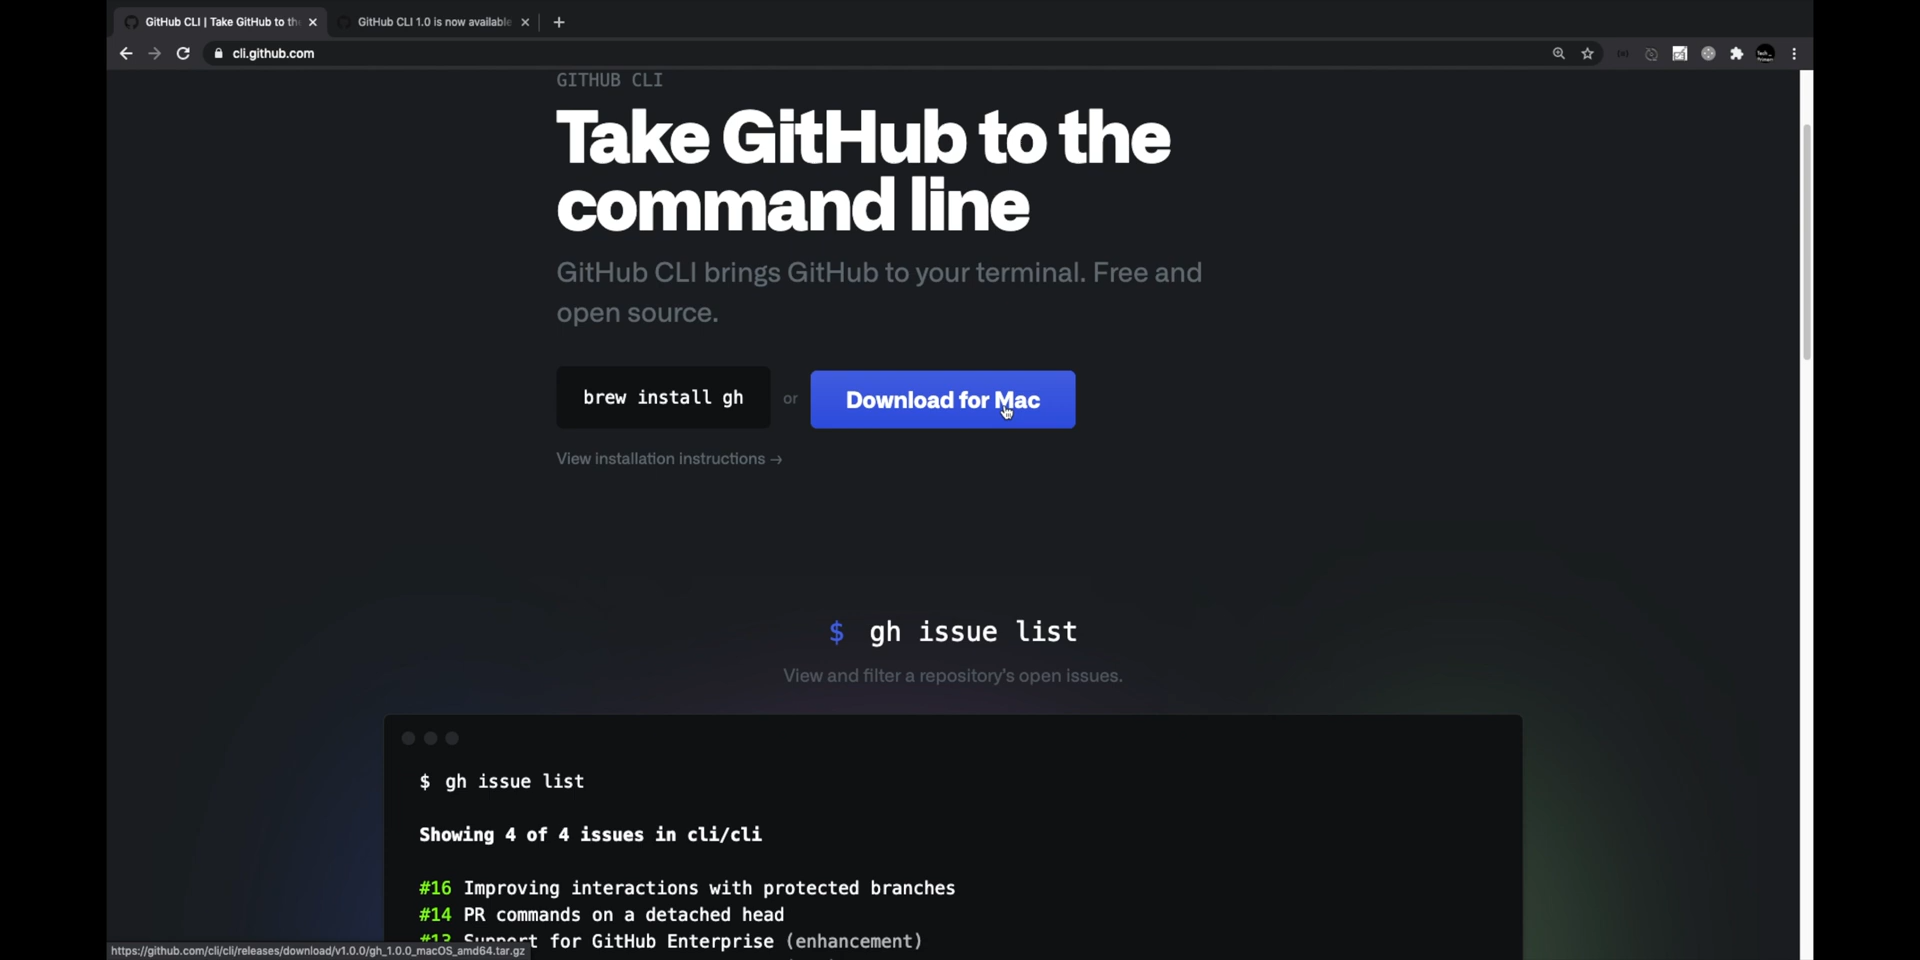 GitHub CLI | Take GitHub to the
GitHub CLI 1.0 is now available
cli.github.com
GITHUB CLI
Take GitHub to the
command line
GitHub CLI brings GitHub to your terminal. Free and
open source.
brew install gh
or
Download for Mac
View installation instructions →
$ gh issue list
View and filter a repository's open issues.
$ gh issue list
Showing 4 of 4 issues in cli/cli
#16 Improving interactions with protected branches
#14 PR commands on a detached head
#13 Support for GitHub Enterprise (enhancement)
https://github.com/cli/cli/releases/download/v1.0.0/gh_1.0.0_macOS_amd64.tar.gz